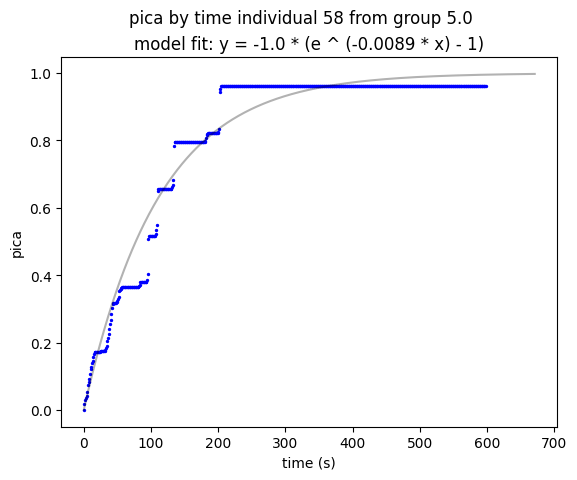 pica by time individual 58 from group 5.0
model fit: y = -1.0 * (e ^ (-0.0089 * x) - 1)
1.0
0.8
0.6
0.4
0.2
0.0
pica
0 100 200 300 400 500 600 700
time (s)